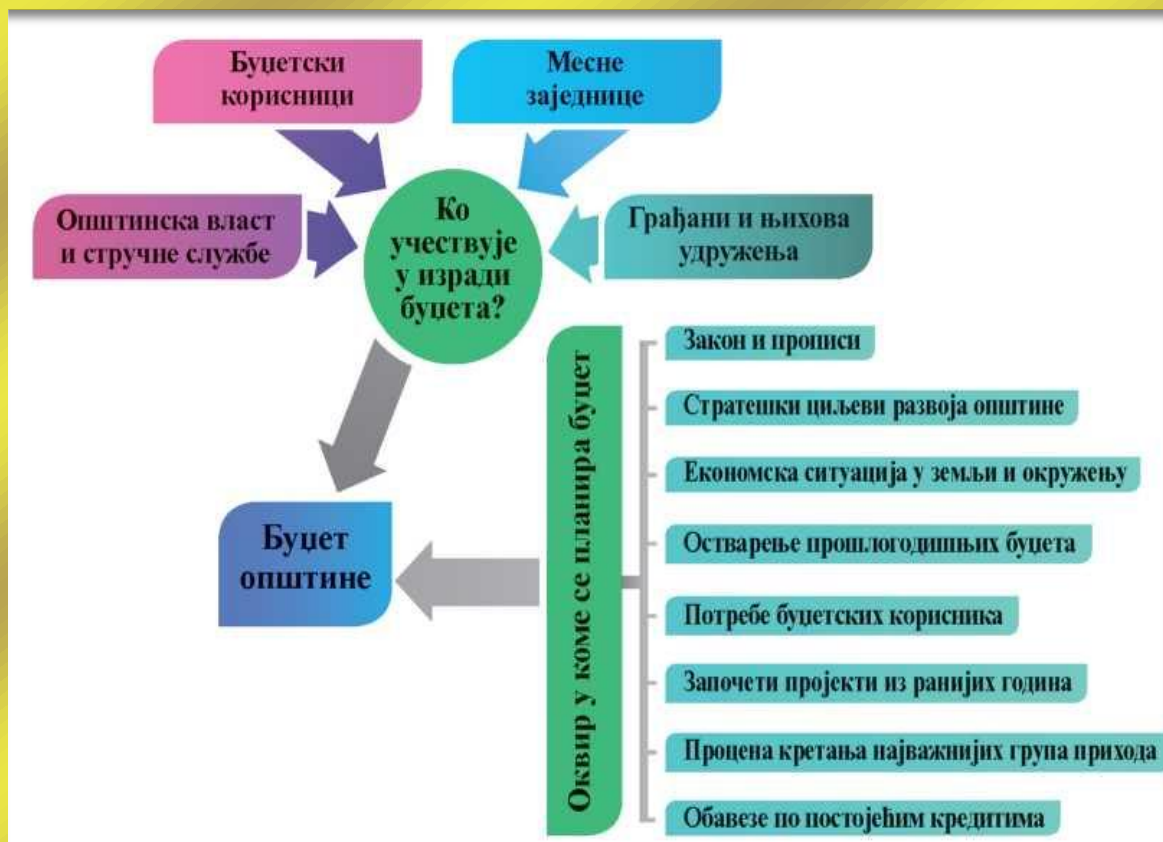 Буџетски
корисници
Месне
заједнице
Општинска власт
и стручне службе
Ко
учествује
у изради
буџета?
Грађани и њихова
удружења
Буџет
општине
Оквир у коме се планира буџет
Закон и прописи
Стратешки циљеви развоја општине
Економска ситуација у земљи и окружењу
Остварење прошлогодишњих буџета
Потребе буџетских корисника
Започети пројекти из ранијих година
Процена кретања најважнијих група прихода
Обавезе по постојећим кредитима